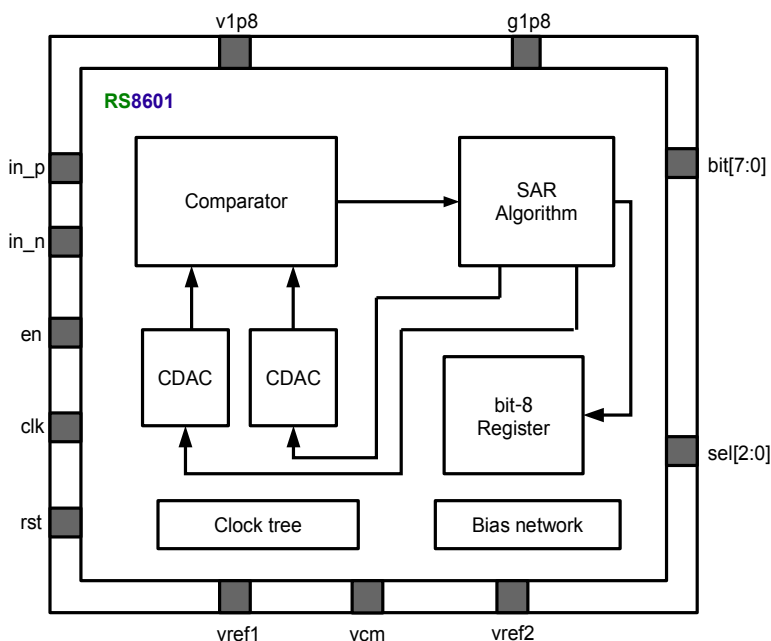 v1p8
g1p8
RS8601
in_p
in_n
en
clk
rst
Comparator
SAR
Algorithm
CDAC
CDAC
bit-8
Register
Clock tree
Bias network
bit[7:0]
sel[2:0]
vref1
vcm
vref2